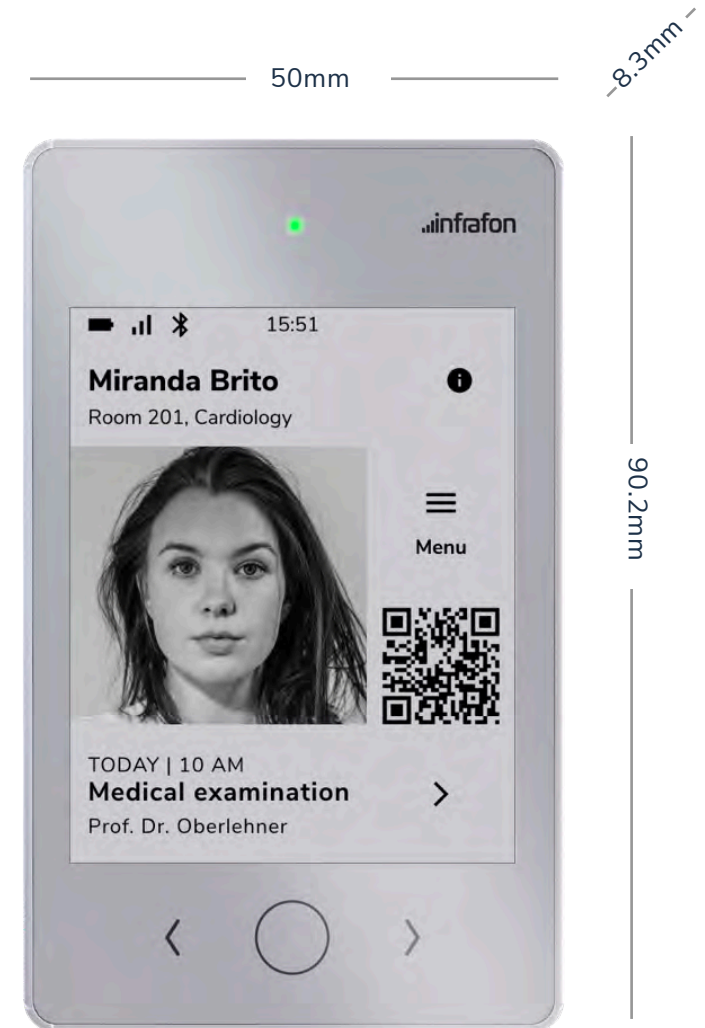 50mm
8.3mm
infrafon
15:51
Miranda Brito
Room 201, Cardiology
90.2mm
Menu
TODAY | 10 AM
Medical examination
Prof. Dr. Oberlehner